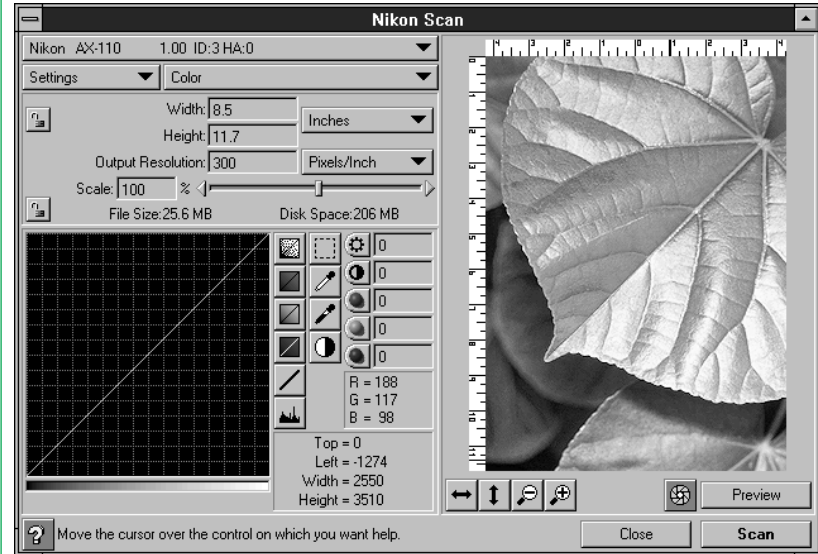 Nikon Scan
Nikon AX-110 1.00 ID:3 HA:0
Settings
Color
Width: 8.5
Inches
Height: 11.7
Output Resolution: 300
Pixels/Inch
Scale: 100 %
File Size:25.6 MB
Disk Space:206 MB
0
0
0
0
0
R = 188
G = 117
B = 98
Top = 0
Left = -1274
Width = 2550
Height = 3510
Preview
? Move the cursor over the control on which you want help.
Close
Scan